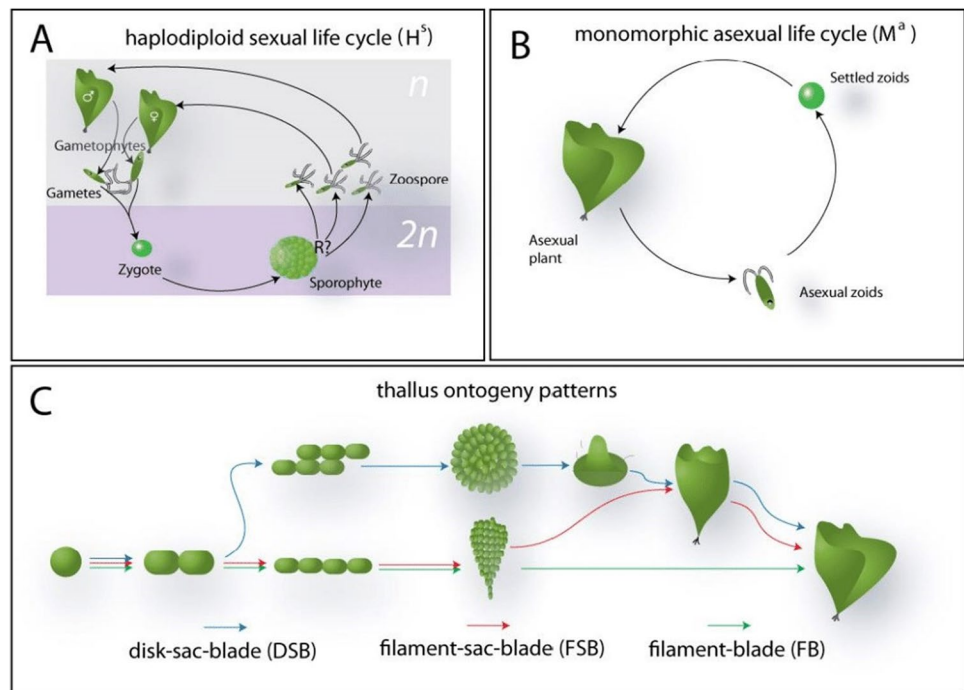 A
haplodiploid sexual life cycle (Hˢ)
n
♂
♀
Gametophytes
Gametes
Zoospore
2n
R?
Zygote
Sporophyte
B
monomorphic asexual life cycle (Mᵃ)
Settled zoids
Asexual
plant
Asexual zoids
C
thallus ontogeny patterns
disk-sac-blade (DSB)
filament-sac-blade (FSB)
filament-blade (FB)